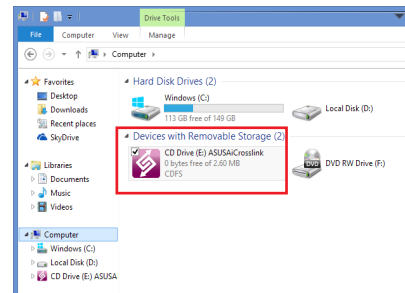 Drive Tools
File
Computer
View
Manage
Computer
Favorites
Desktop
Downloads
Recent places
SkyDrive
Libraries
Documents
Music
Videos
Computer
Windows (C:)
Local Disk (D:)
CD Drive (E:) ASUSA
Hard Disk Drives (2)
Windows (C:)
113 GB free of 149 GB
Local Disk (D:)
Devices with Removable Storage (2)
CD Drive (E:) ASUSAiCrosslink
0 bytes free of 2.60 MB
CDFS
DVD
DVD RW Drive (F:)